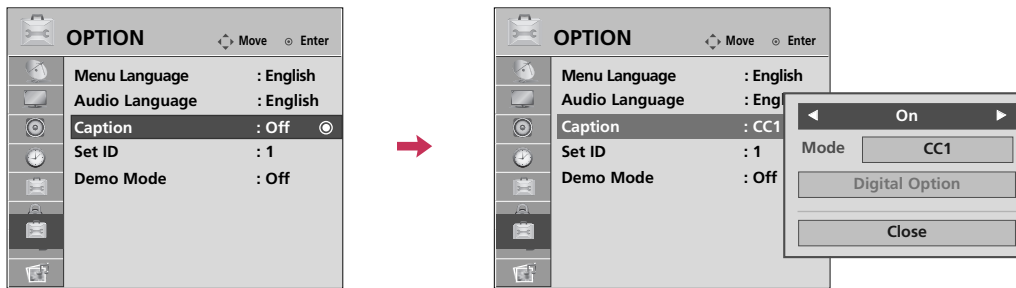 OPTION
Move
Enter
Menu Language : English
Audio Language : English
Caption : Off
Set ID : 1
Demo Mode : Off
OPTION
Move
Enter
Menu Language : English
Audio Language : Engl
Caption : CC1
Set ID : 1
Demo Mode : Off
On
Mode CC1
Digital Option
Close